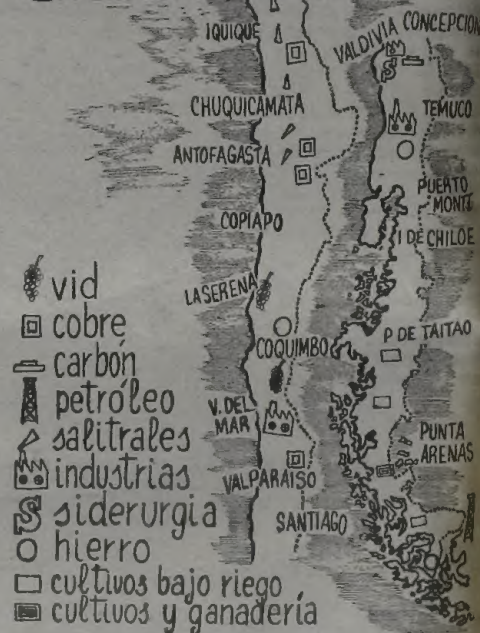 IQUIQUE
CHUQUICAMATA
ANTOFAGASTA
COPIAPO
LA SERENA
COQUIMBO
V. DEL
MAR
VALPARAISO
SANTIAGO
VALDIVIA
CONCEPCION
TEMUCO
PUERTO
MONTT
I DE CHILOE
P DE TAITAO
PUNTA
ARENAS
vid
cobre
carbón
petróleo
salitrales
industrias
siderurgia
hierro
cultivos bajo riego
cultivos y ganadería